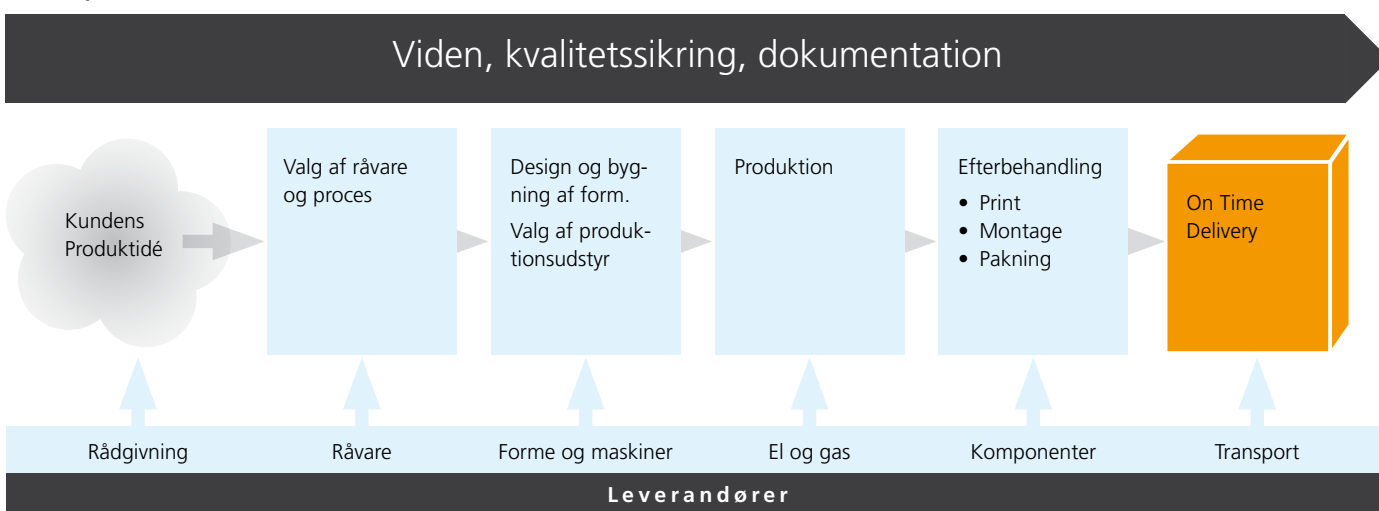 Viden, kvalitetssikring, dokumentation
Kundens
Produktidé
Valg af råvare
og proces
Design og byg-
ning af form.
Valg af produk-
tionsudstyr
Produktion
Efterbehandling
• Print
• Montage
• Pakning
On Time
Delivery
Rådgivning
Råvare
Forme og maskiner
El og gas
Komponenter
Transport
Leverandører